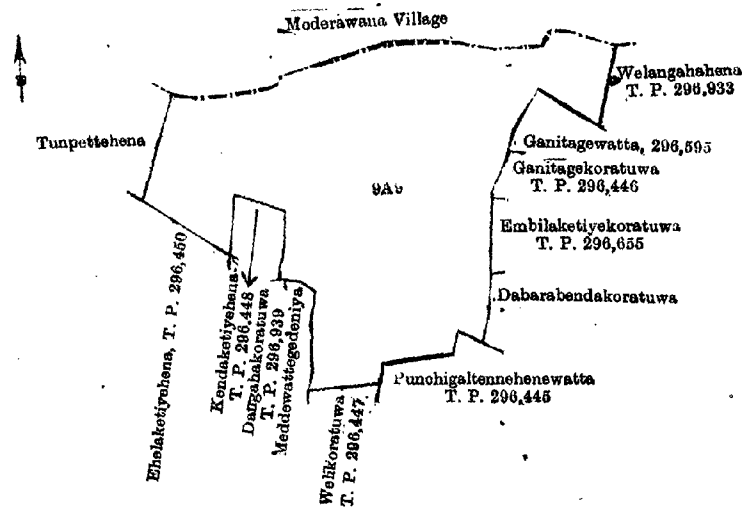 Moderawana Village
Welangahahena
T. P. 296,933
Tunpettehena
Ganitagewatta, 296,595
Ganitagekoratuwa
T. P. 296,446
9A9
Embilaketiyekoratuwa
T. P. 296,655
Dabarabendakoratuwa
Punchigaltennehenewatta
T. P. 296,445
Ehelaketiyehena, T. P. 296,450
Kendaketiyehena
T. P. 296,448
Dangahakoratuwa
T. P. 296,939
Meddewattegedeniya
Welikoratuwa
T. P. 296,447